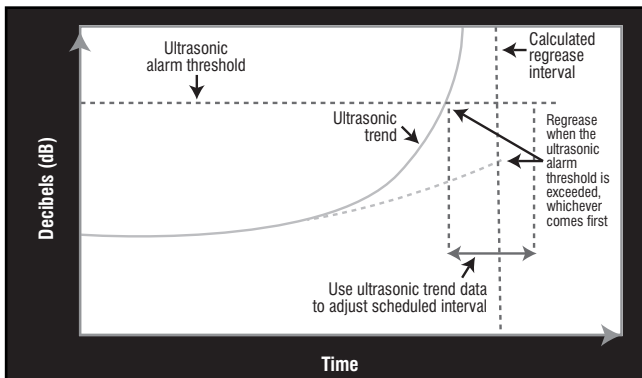 Ultrasonic
alarm threshold
Calculated
regrease
interval
Ultrasonic
trend
Regrease
when the
ultrasonic
alarm
threshold is
exceeded,
whichever
comes first
Decibels (dB)
Use ultrasonic trend data
to adjust scheduled interval
Time